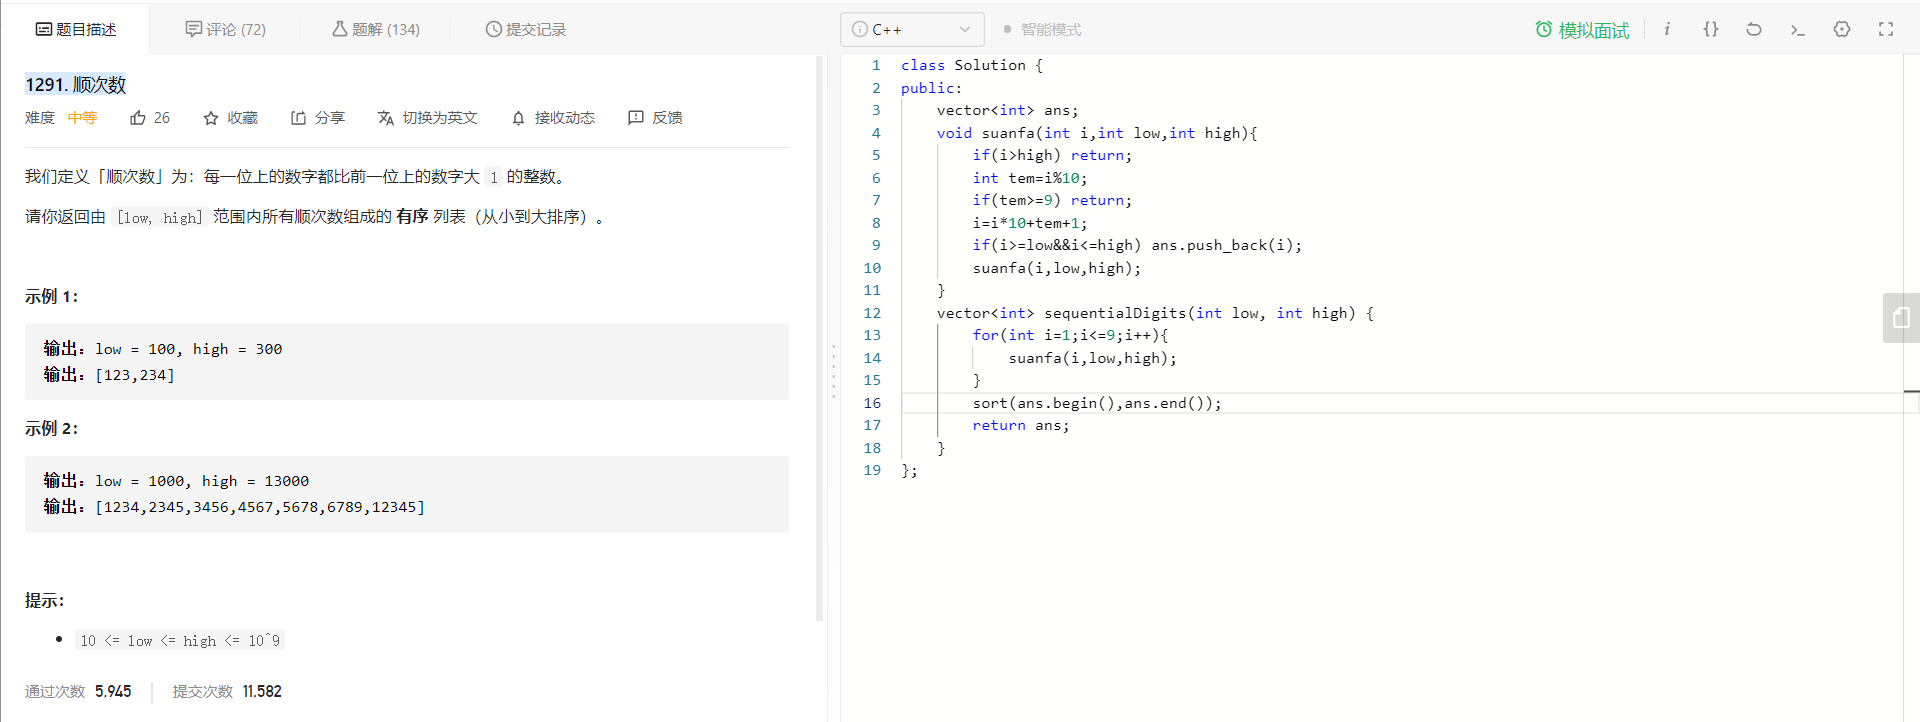 题目描述
评论 (72)
题解 (134)
提交记录
1291. 顺次数
难度 中等 26 收藏 分享 切换为英文 接收动态 反馈
我们定义「顺次数」为：每一位上的数字都比前一位上的数字大 1 的整数。
请你返回由 [low, high] 范围内所有顺次数组成的 有序 列表（从小到大排序）。
示例 1：
输出：low = 100, high = 300
输出：[123,234]
示例 2：
输出：low = 1000, high = 13000
输出：[1234,2345,3456,4567,5678,6789,12345]
提示：
• 10 <= low <= high <= 10^9
通过次数 5,945 提交次数 11,582
C++
智能模式
模拟面试
i {} >_
1 class Solution {
2 public:
3 vector<int> ans;
4 void suanfa(int i,int low,int high){
5 if(i>high) return;
6 int tem=i%10;
7 if(tem>=9) return;
8 i=i*10+tem+1;
9 if(i>=low&&i<=high) ans.push_back(i);
10 suanfa(i,low,high);
11 }
12 vector<int> sequentialDigits(int low, int high) {
13 for(int i=1;i<=9;i++){
14 suanfa(i,low,high);
15 }
16 sort(ans.begin(),ans.end());
17 return ans;
18 }
19 };